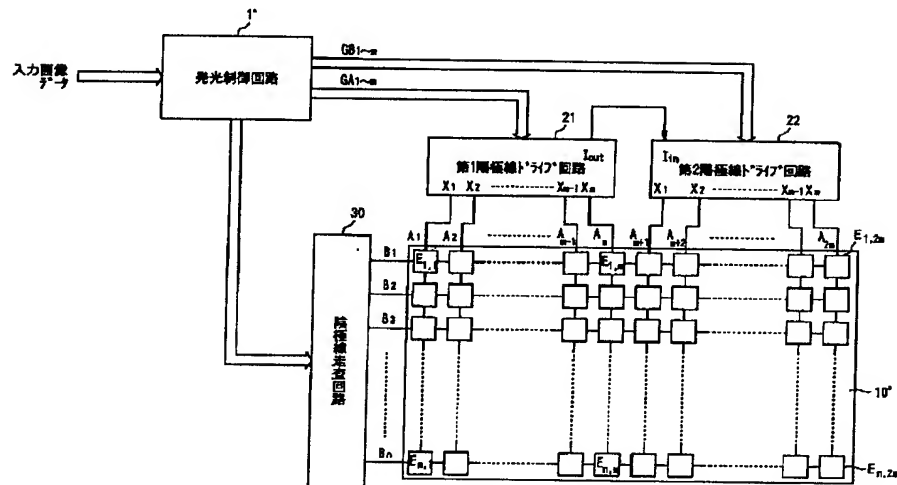 1'
GB1~m
入力画像
データ
発光制御回路
GA1~m
21
22
Iout
Iin
第1陽極線ドライブ回路
第2陽極線ドライブ回路
X1 X2 ---------- Xm-1 Xm
X1 X2 ---------- Xm-1 Xm
30
A1 A2 ---------- Am-1 Am Am+1 Am+2 ---------- A2m
E1,2m
B1
E1,
E1,m
B2
B3
陰極線走査回路
10'
Bn
En,m
En,2m